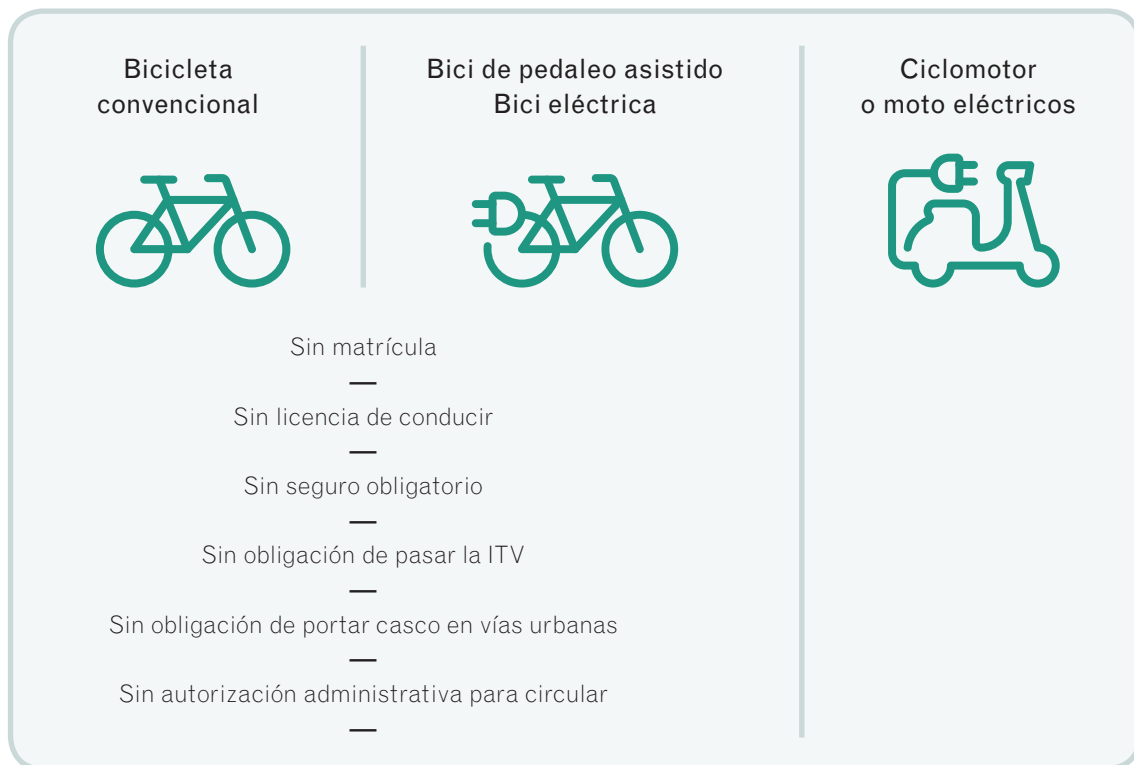 Bicicleta
convencional
Bici de pedaleo asistido
Bici eléctrica
Ciclomotor
o moto eléctricos
Sin matrícula
—
Sin licencia de conducir
—
Sin seguro obligatorio
—
Sin obligación de pasar la ITV
—
Sin obligación de portar casco en vías urbanas
—
Sin autorización administrativa para circular
—